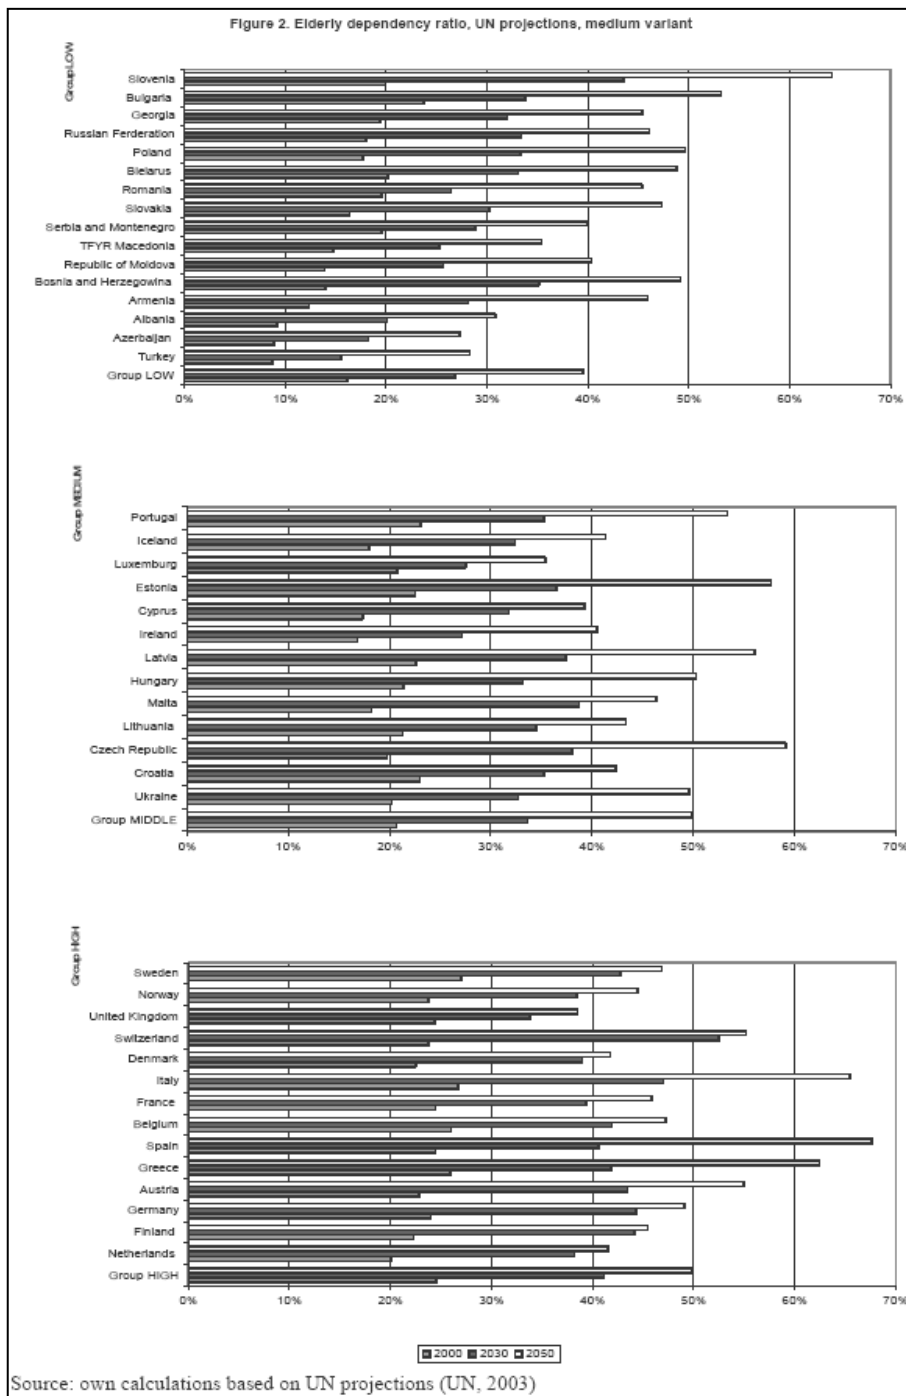 Figure 2. Elderly dependency ratio, UN projections, medium variant
Group LOW
Slovenia
Bulgaria
Georgia
Russian Ferderation
Poland
Bielarus
Romania
Slovakia
Serbia and Montenegro
TFYR Macedonia
Republic of Moldova
Bosnia and Herzegowina
Armenia
Albania
Azerbaijan
Turkey
Group LOW
0% 10% 20% 30% 40% 50% 60% 70%
Group MEDIUM
Portugal
Iceland
Luxemburg
Estonia
Cyprus
Ireland
Latvia
Hungary
Malta
Lithuania
Czech Republic
Croatia
Ukraine
Group MIDDLE
0% 10% 20% 30% 40% 50% 60% 70%
Group HIGH
Sweden
Norway
United Kingdom
Switzerland
Denmark
Italy
France
Belgium
Spain
Greece
Austria
Germany
Finland
Netherlands
Group HIGH
0% 10% 20% 30% 40% 50% 60% 70%
2000 2030 2050
Source: own calculations based on UN projections (UN, 2003)